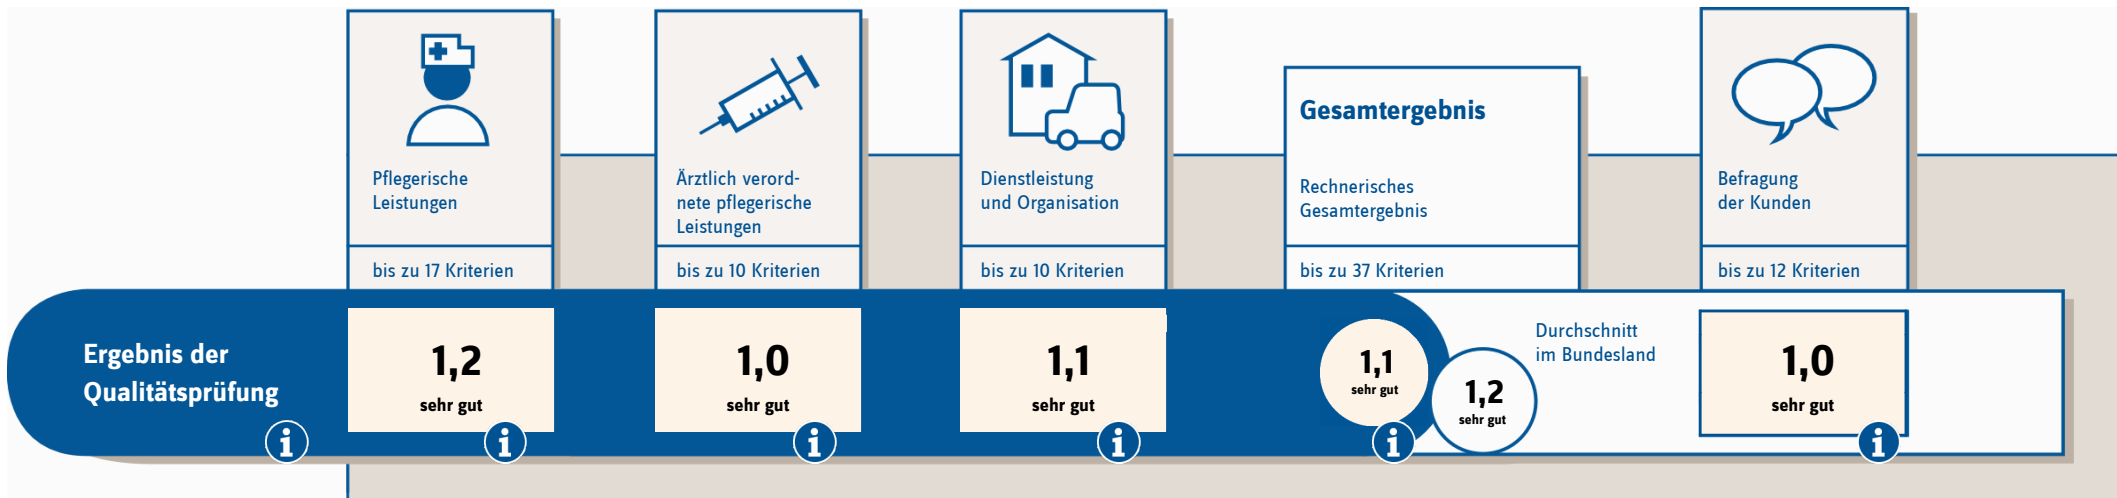 Pflegerische
Leistungen
bis zu 17 Kriterien
Ärztlich verord-
nete pflegerische
Leistungen
bis zu 10 Kriterien
Dienstleistung
und Organisation
bis zu 10 Kriterien
Gesamtergebnis
Rechnerisches
Gesamtergebnis
bis zu 37 Kriterien
Befragung
der Kunden
bis zu 12 Kriterien
Ergebnis der
Qualitätsprüfung
i
1,2
sehr gut
i
1,0
sehr gut
i
1,1
sehr gut
i
1,1
sehr gut
i
1,2
sehr gut
Durchschnitt
im Bundesland
1,0
sehr gut
i